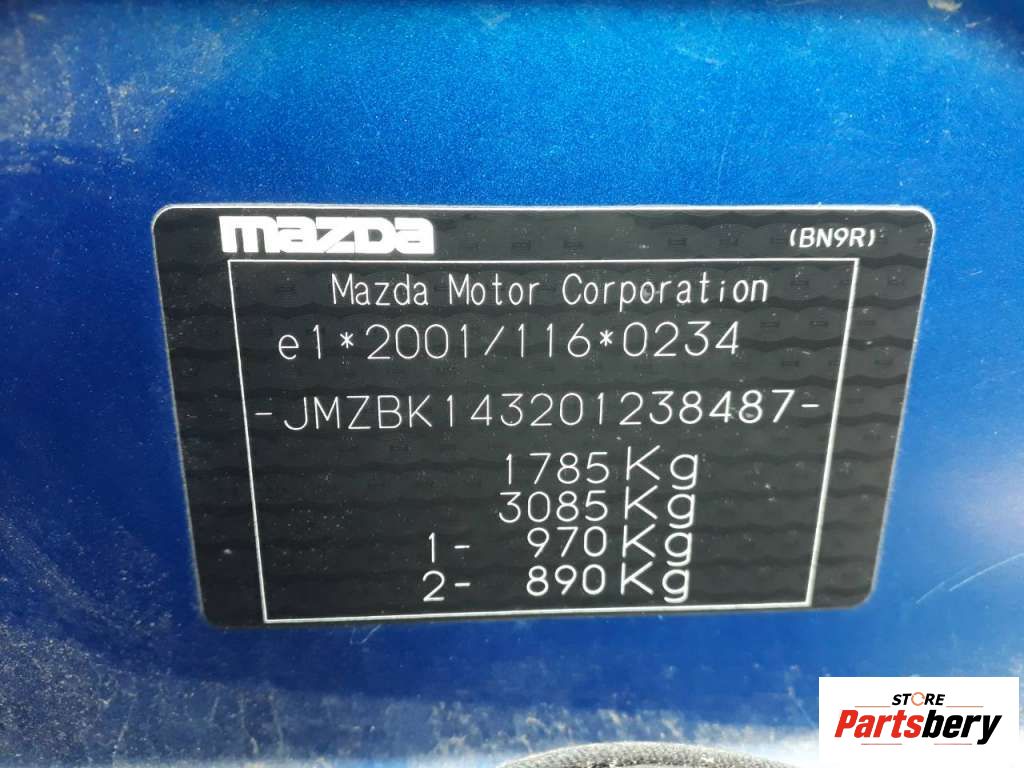 mazda (BN9R)
Mazda Motor Corporation
e1*2001/116*0234
-JMZBK143201238487-
1785Kg
3085Kg
1- 970Kg
2- 890Kg
STORE
Partsbery